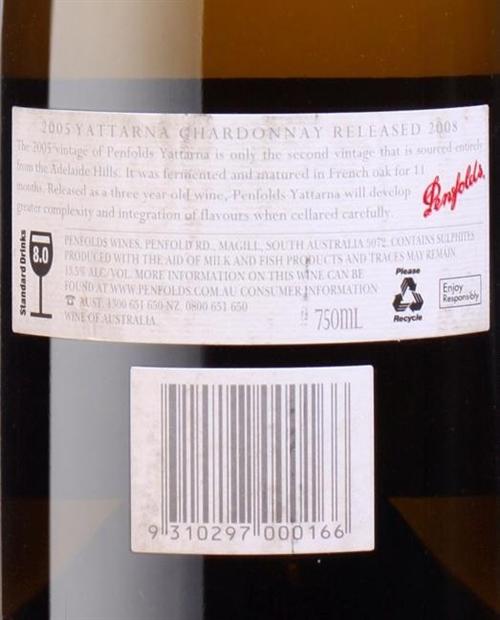 2005 YATTARNA CHARDONNAY RELEASED 2008
The 2005 vintage of Penfolds Yattarna is only the second vintage that is sourced entirely
from the Adelaide Hills. It was fermented and matured in French oak for 11
months. Released as a three year old wine, Penfolds Yattarna will develop
greater complexity and integration of flavours when cellared carefully.
Penfolds.
Standard Drinks
8.0
PENFOLDS WINES, PENFOLD RD., MAGILL, SOUTH AUSTRALIA 5072. CONTAINS SULPHITES
PRODUCED WITH THE AID OF MILK AND FISH PRODUCTS AND TRACES MAY REMAIN.
13.5% ALC/VOL. MORE INFORMATION ON THIS WINE CAN BE
FOUND AT WWW.PENFOLDS.COM.AU CONSUMER INFORMATION
☎ AUST. 1300 651 650 NZ. 0800 651 650
WINE OF AUSTRALIA
750mL
Please
Recycle
Enjoy
Responsibly
9 310297 000166